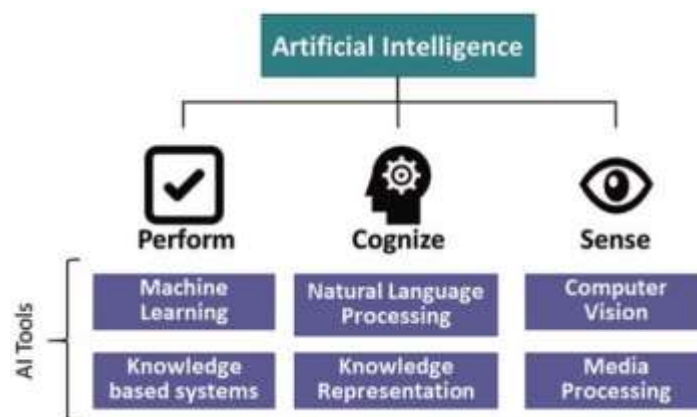 Artificial Intelligence
Perform
Cognize
Sense
AI Tools
Machine
Learning
Natural Language
Processing
Computer
Vision
Knowledge
based systems
Knowledge
Representation
Media
Processing